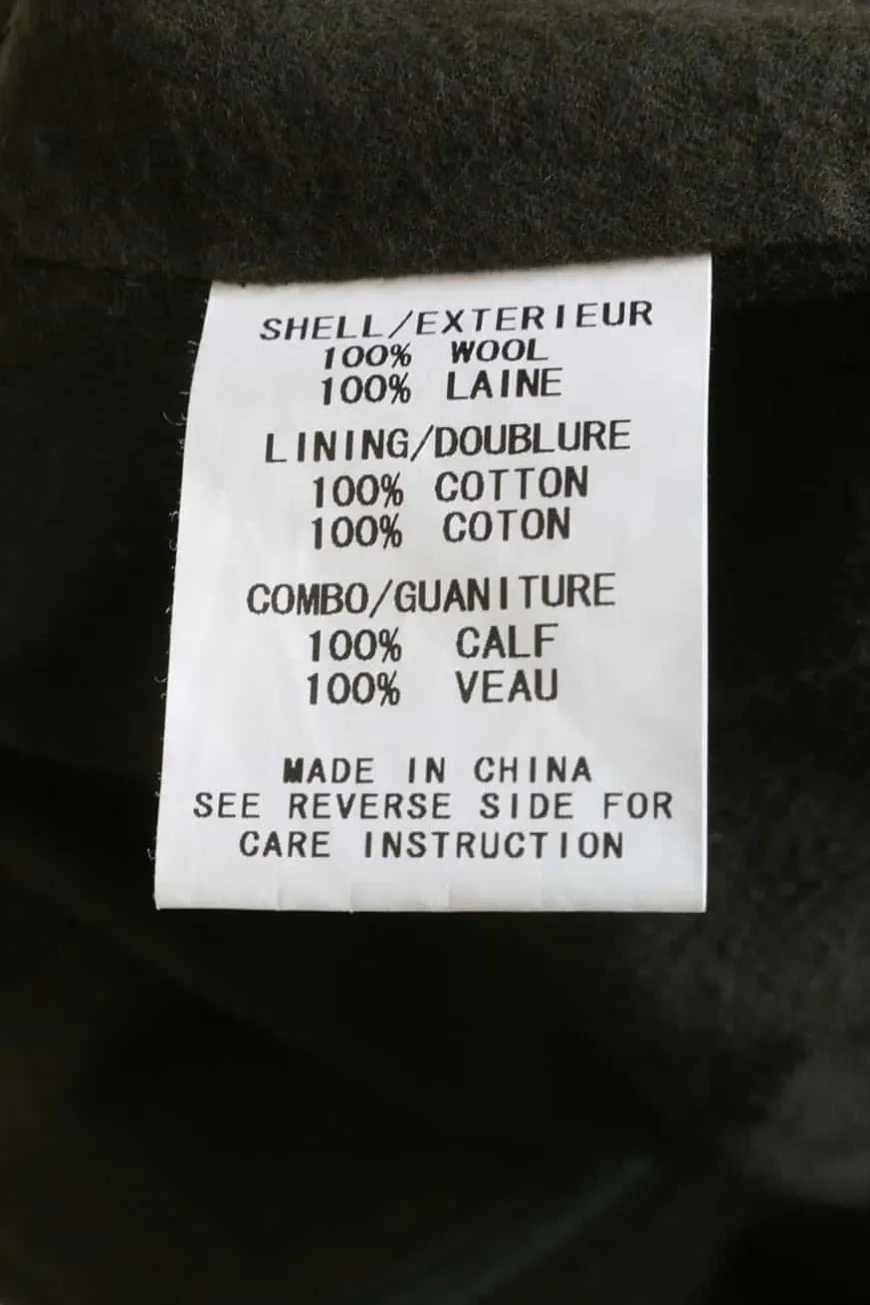 SHELL/EXTERIEUR
100% WOOL
100% LAINE
LINING/DOUBLURE
100% COTTON
100% COTON
COMBO/GUANITURE
100% CALF
100% VEAU
MADE IN CHINA
SEE REVERSE SIDE FOR
CARE INSTRUCTION